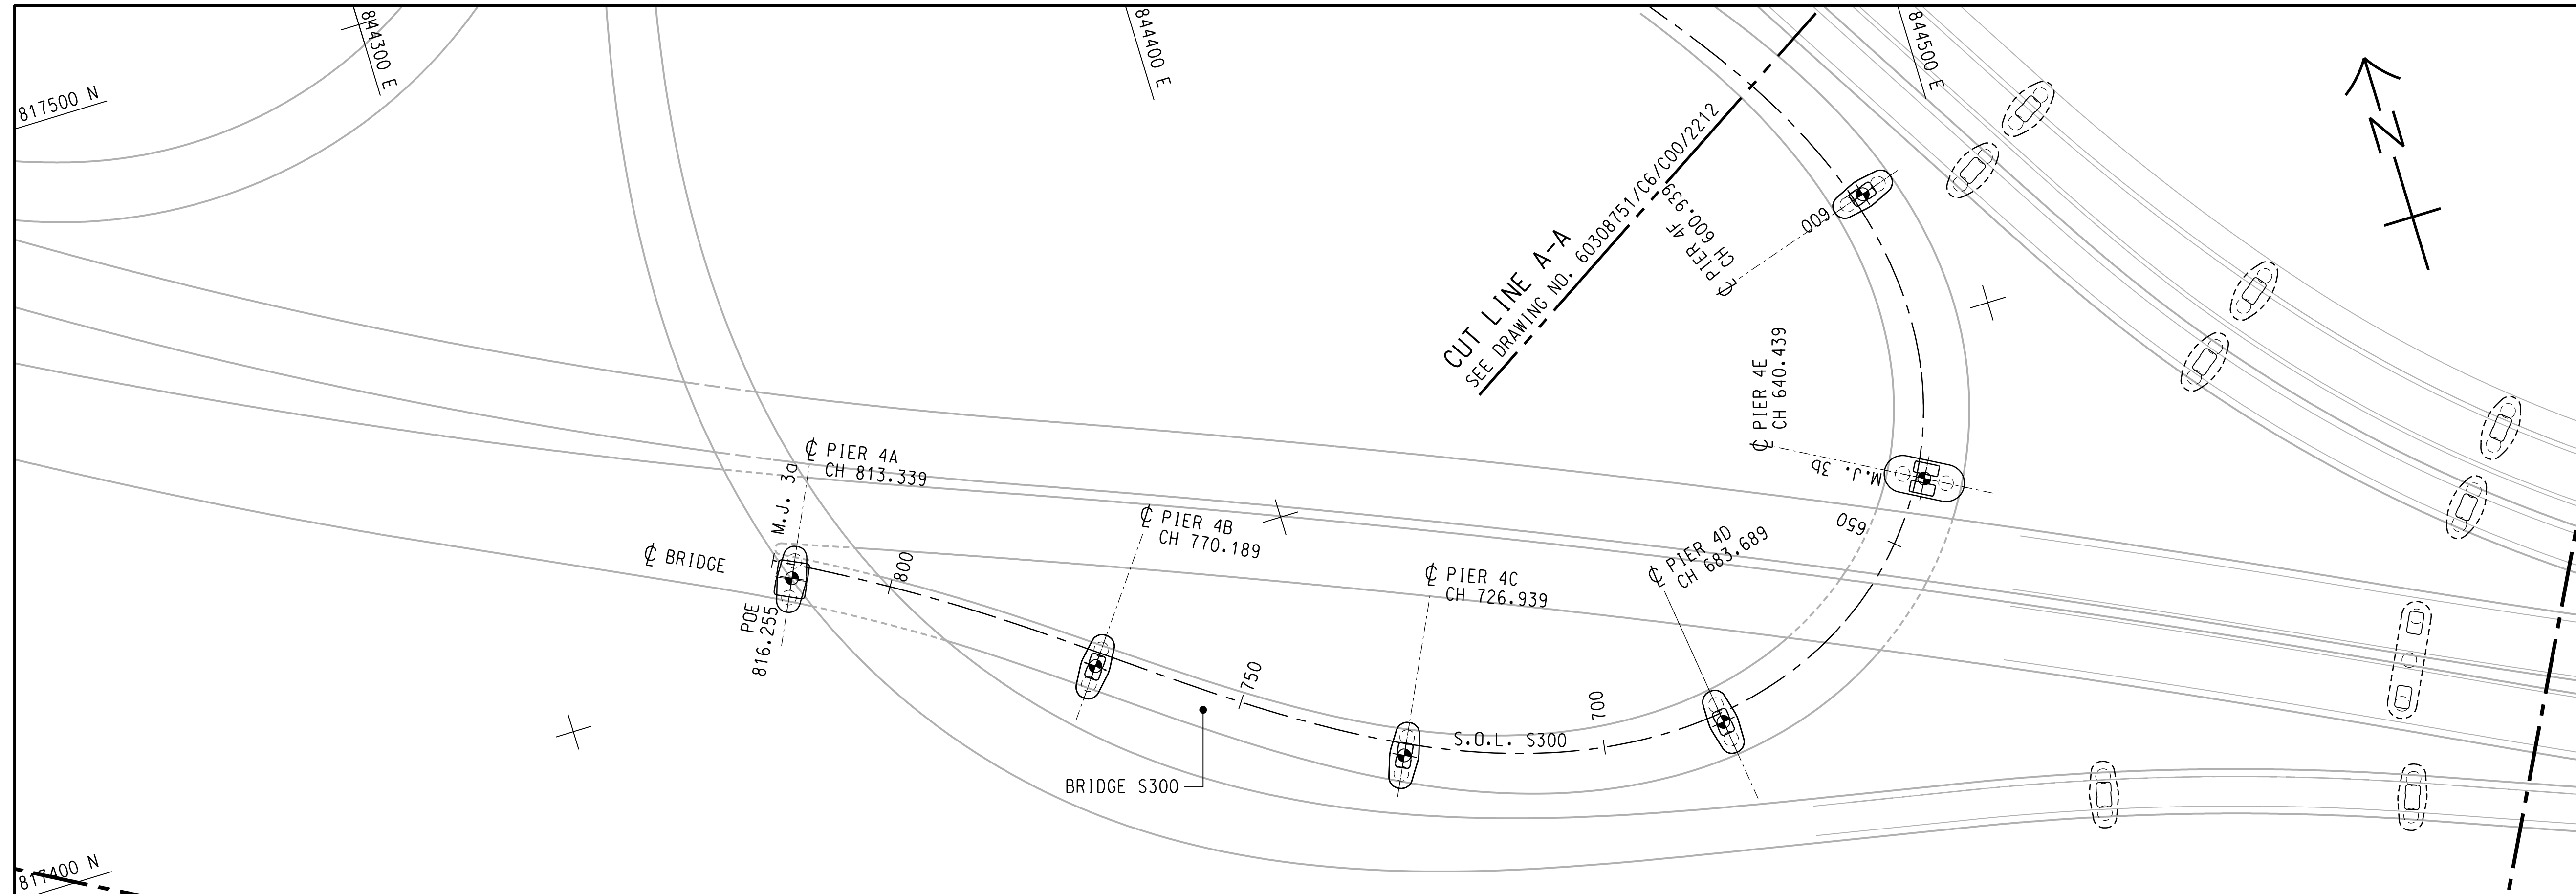 844300 E
844400 E
844500 E
817500 N
N
CUT LINE A-A
SEE DRAWING NO. 60308751/C6/C00/2212
℄ PIER 4F
CH 600.939
600
℄ PIER 4E
CH 640.439
M.J. 3b
650
℄ PIER 4A
CH 813.339
M.J. 3a
℄ BRIDGE
800
POE
816.255
℄ PIER 4B
CH 770.189
℄ PIER 4C
CH 726.939
℄ PIER 4D
CH 683.689
750
700
S.O.L. S300
BRIDGE S300
817400 N